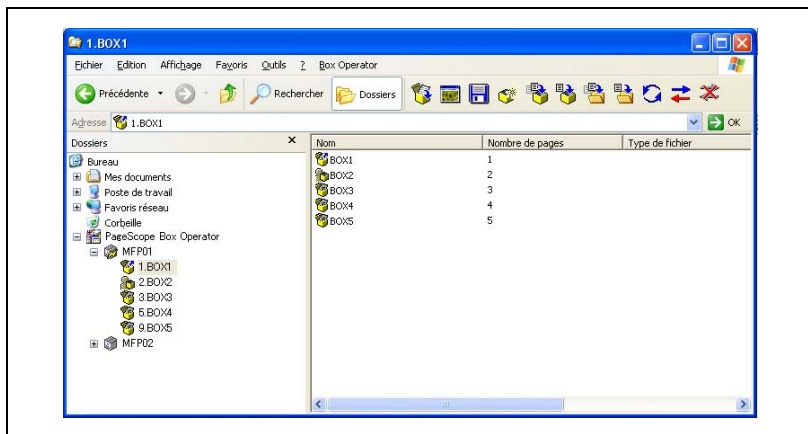 1.BOX1
Fichier Edition Affichage Favoris Outils ? Box Operator
Précédente Rechercher Dossiers
Adresse 1.BOX1 OK
Dossiers
Bureau
Mes documents
Poste de travail
Favoris réseau
Corbeille
PageScope Box Operator
MFP01
1.BOX1
2.BOX2
3.BOX3
5.BOX4
9.BOX5
MFP02
Nom Nombre de pages Type de fichier
BOX1 1
BOX2 2
BOX3 3
BOX4 4
BOX5 5